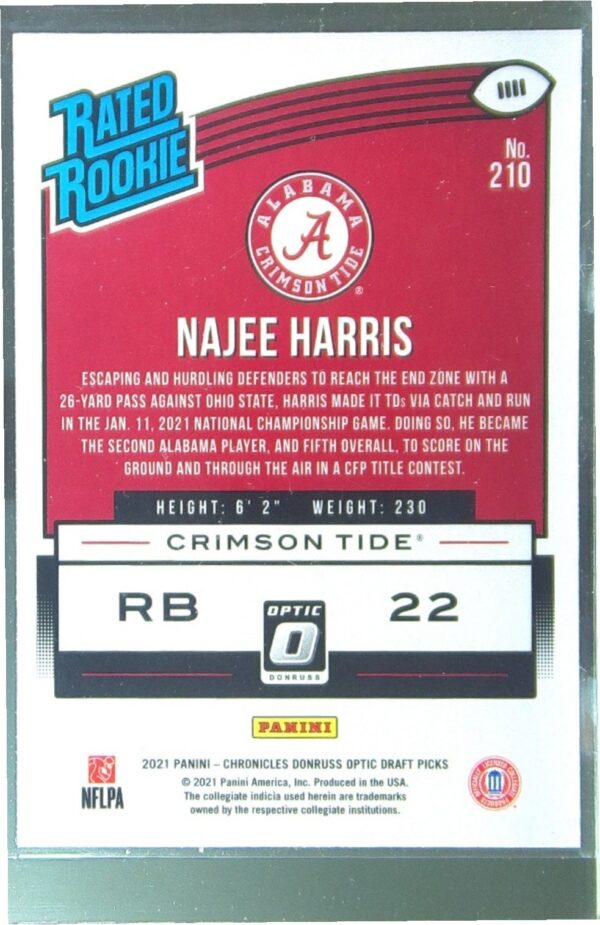 RATED
ROOKIE
No.
210
ALABAMA
A
CRIMSON TIDE
®
NAJEE HARRIS
ESCAPING AND HURDLING DEFENDERS TO REACH THE END ZONE WITH A
26-YARD PASS AGAINST OHIO STATE, HARRIS MADE IT TDs VIA CATCH AND RUN
IN THE JAN. 11, 2021 NATIONAL CHAMPIONSHIP GAME. DOING SO, HE BECAME
THE SECOND ALABAMA PLAYER, AND FIFTH OVERALL, TO SCORE ON THE
GROUND AND THROUGH THE AIR IN A CFP TITLE CONTEST.
HEIGHT: 6' 2" WEIGHT: 230
CRIMSON TIDE®
RB 22
OPTIC
O
DONRUSS
PANINI
2021 PANINI – CHRONICLES DONRUSS OPTIC DRAFT PICKS
© 2021 Panini America, Inc. Produced in the USA.
The collegiate indicia used herein are trademarks
owned by the respective collegiate institutions.
NFLPA
OFFICIALLY LICENSED COLLEGIATE PRODUCTS